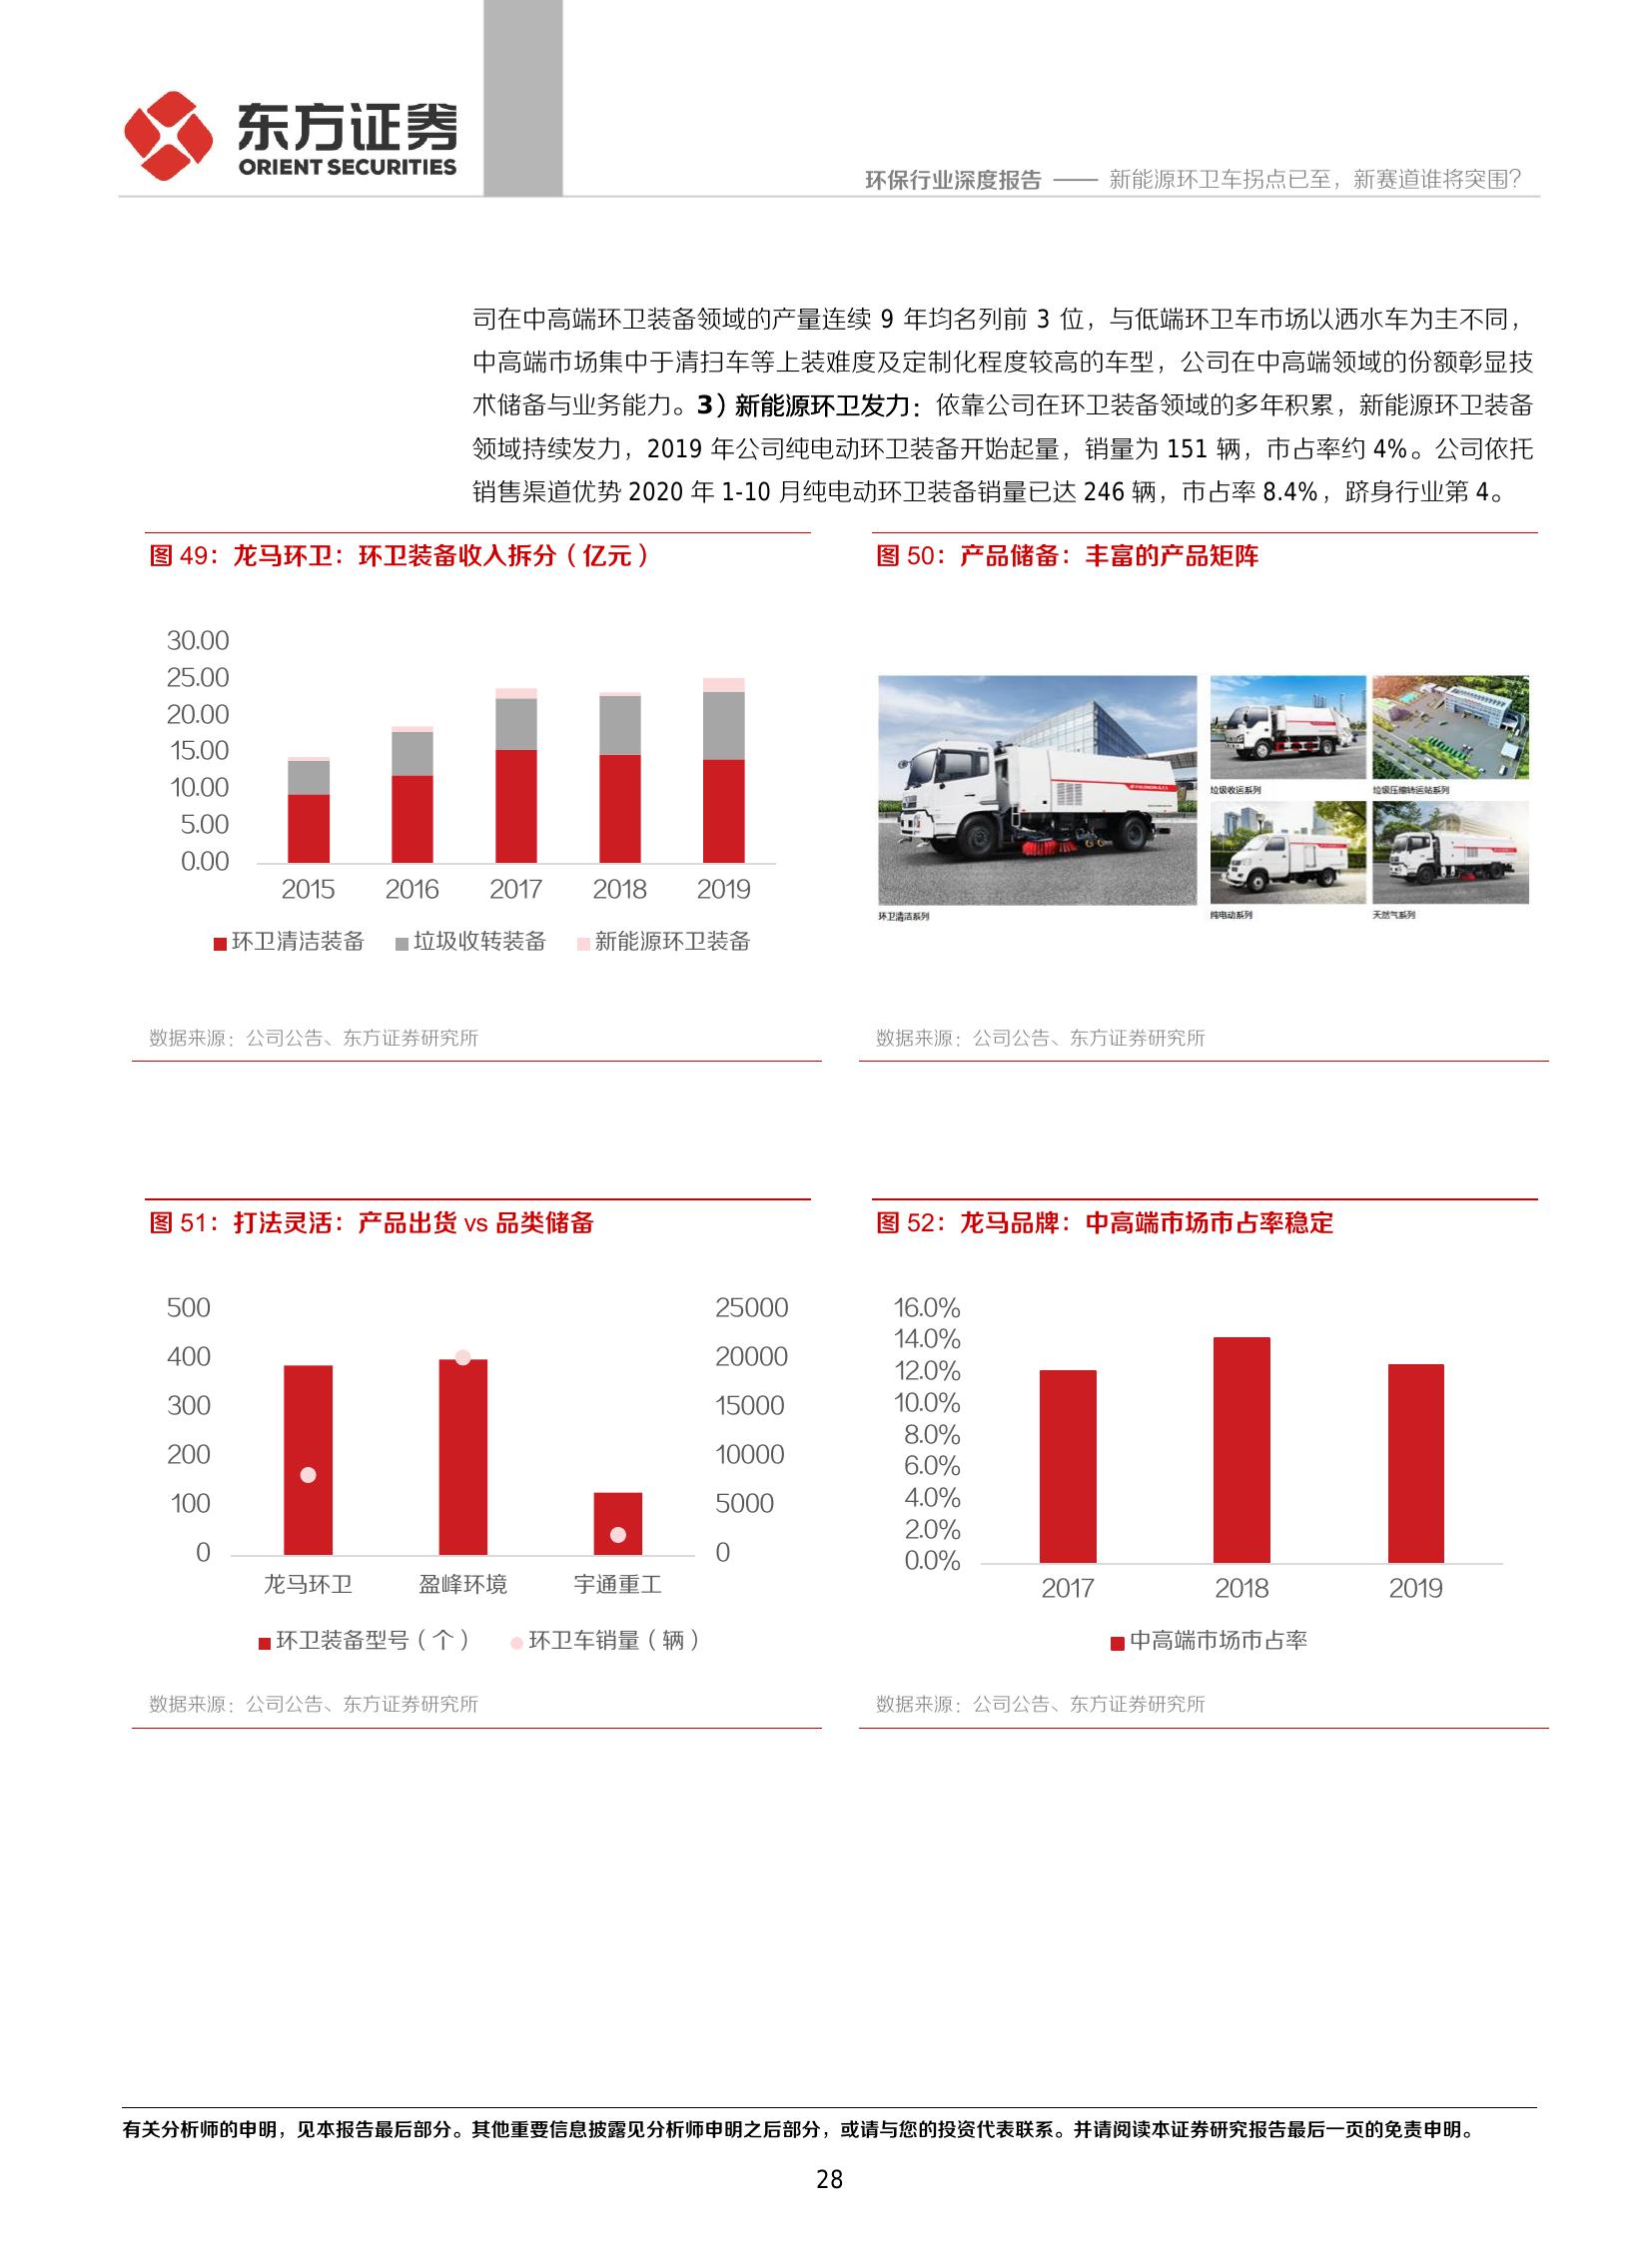 东方证券
ORIENT SECURITIES
环保行业深度报告 —— 新能源环卫车拐点已至，新赛道谁将突围？
司在中高端环卫装备领域的产量连续 9 年均名列前 3 位，与低端环卫车市场以洒水车为主不同，
中高端市场集中于清扫车等上装难度及定制化程度较高的车型，公司在中高端领域的份额彰显技
术储备与业务能力。3）新能源环卫发力：依靠公司在环卫装备领域的多年积累，新能源环卫装备
领域持续发力，2019 年公司纯电动环卫装备开始起量，销量为 151 辆，市占率约 4%。公司依托
销售渠道优势 2020 年 1-10 月纯电动环卫装备销量已达 246 辆，市占率 8.4%，跻身行业第 4。
图 49：龙马环卫：环卫装备收入拆分（亿元）
30.00
25.00
20.00
15.00
10.00
5.00
0.00
2015 2016 2017 2018 2019
环卫清洁装备 垃圾收转装备 新能源环卫装备
数据来源：公司公告、东方证券研究所
图 50：产品储备：丰富的产品矩阵
垃圾收运系列 垃圾压缩转运站系列
环卫清洁系列 纯电动系列 天然气系列
数据来源：公司公告、东方证券研究所
图 51：打法灵活：产品出货 vs 品类储备
500 25000
400 20000
300 15000
200 10000
100 5000
0 0
龙马环卫 盈峰环境 宇通重工
环卫装备型号（个） 环卫车销量（辆）
数据来源：公司公告、东方证券研究所
图 52：龙马品牌：中高端市场市占率稳定
16.0%
14.0%
12.0%
10.0%
8.0%
6.0%
4.0%
2.0%
0.0%
2017 2018 2019
中高端市场市占率
数据来源：公司公告、东方证券研究所
有关分析师的申明，见本报告最后部分。其他重要信息披露见分析师申明之后部分，或请与您的投资代表联系。并请阅读本证券研究报告最后一页的免责申明。
28